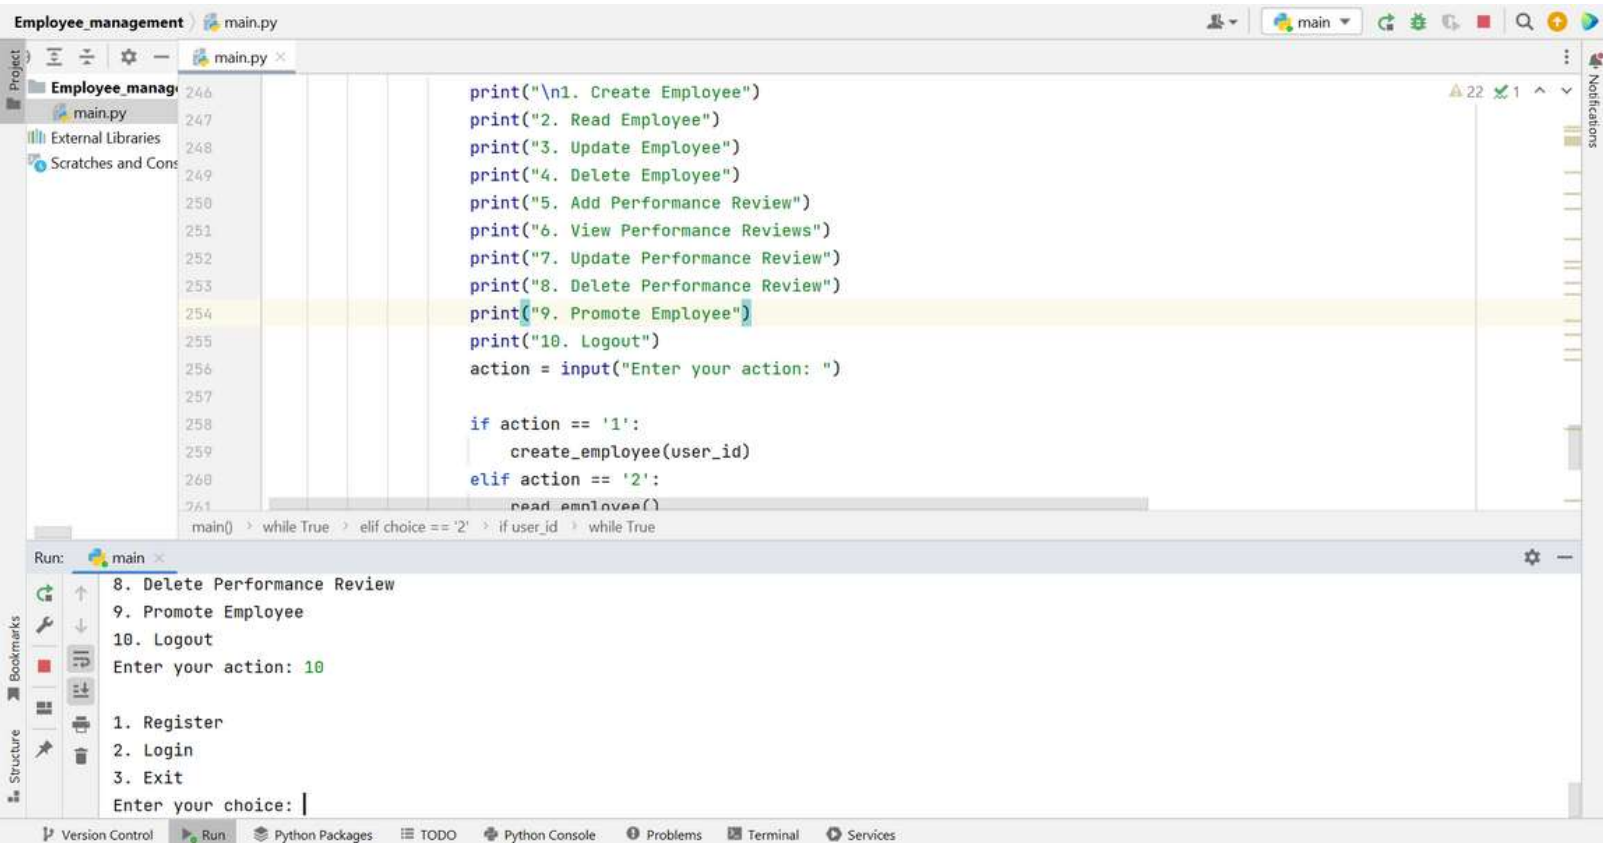 Employee_management main.py main
main.py
Project
Employee_manag
main.py
External Libraries
Scratches and Cons
22 1
Notifications
246 print("\n1. Create Employee")
247 print("2. Read Employee")
248 print("3. Update Employee")
249 print("4. Delete Employee")
250 print("5. Add Performance Review")
251 print("6. View Performance Reviews")
252 print("7. Update Performance Review")
253 print("8. Delete Performance Review")
254 print("9. Promote Employee")
255 print("10. Logout")
256 action = input("Enter your action: ")
257
258 if action == '1':
259 create_employee(user_id)
260 elif action == '2':
261 read_employee()
main() while True elif choice == '2' if user_id while True
Run: main
8. Delete Performance Review
9. Promote Employee
10. Logout
Enter your action: 10
1. Register
2. Login
3. Exit
Enter your choice:
Bookmarks
Structure
Version Control Run Python Packages TODO Python Console Problems Terminal Services